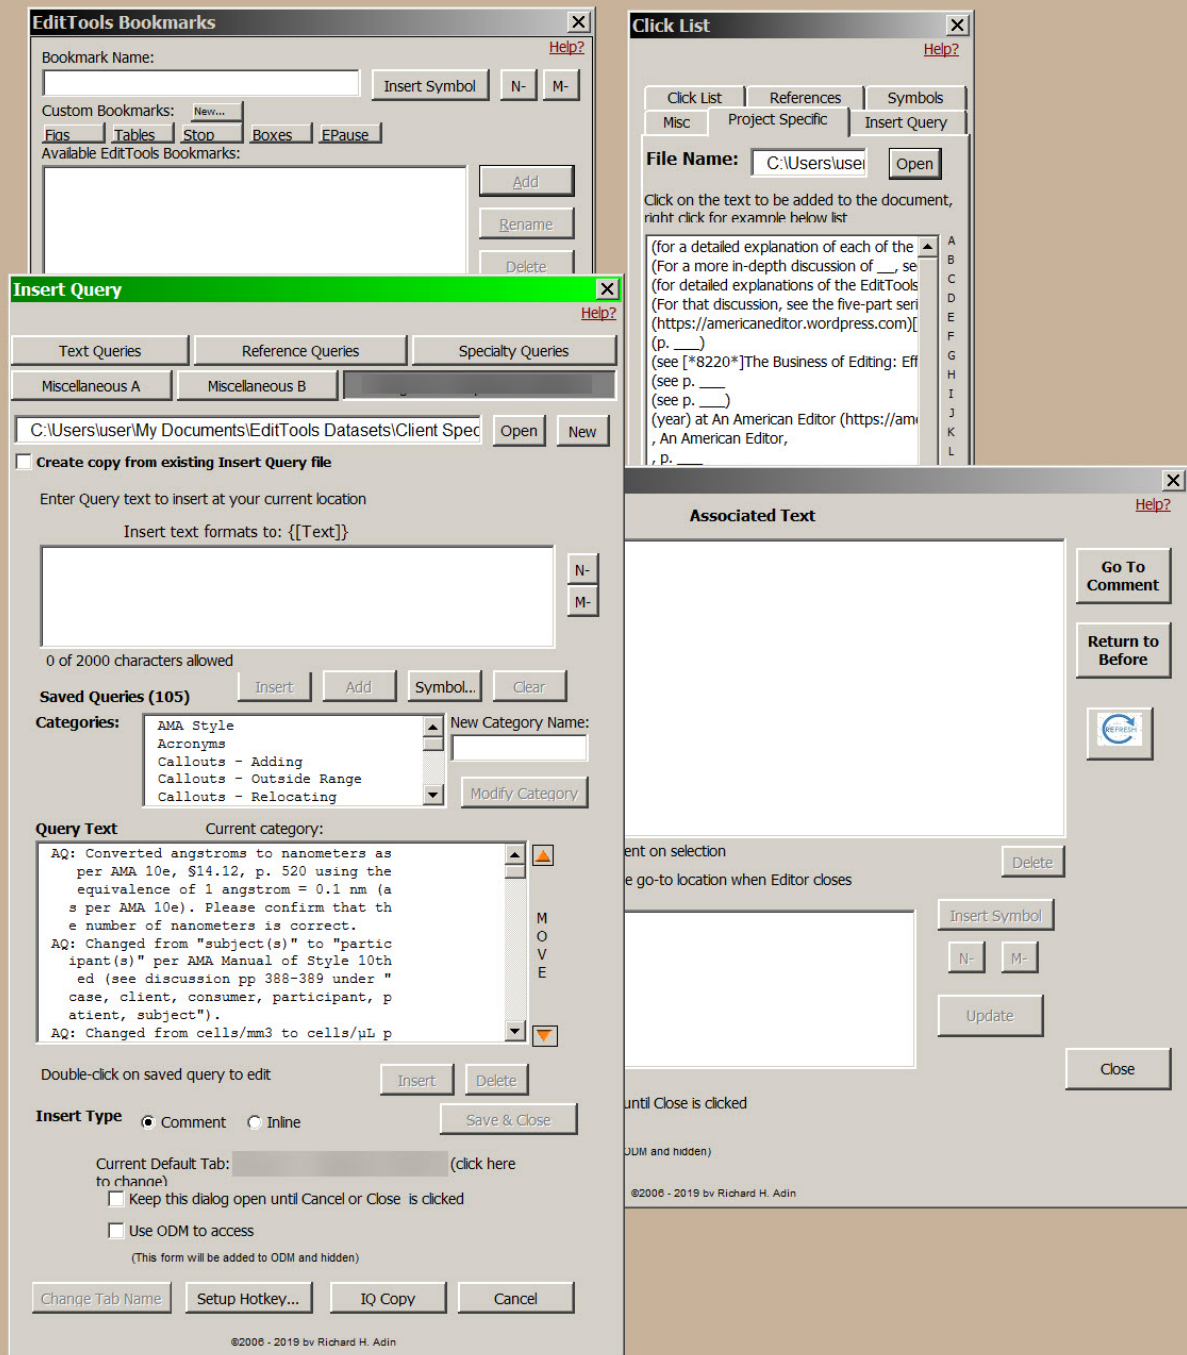 EditTools Bookmarks
Help?
Bookmark Name:
Insert Symbol
N-
M-
Custom Bookmarks:
New...
Figs
Tables
Stop
Boxes
EPause
Available EditTools Bookmarks:
Add
Rename
Delete
Click List
Help?
Click List
References
Symbols
Misc
Project Specific
Insert Query
File Name:
C:\Users\user
Open
Click on the text to be added to the document,
right click for example below list
(for a detailed explanation of each of the
(For a more in-depth discussion of ___, se
(for detailed explanations of the EditTools
(For that discussion, see the five-part seri
(https://americaneditor.wordpress.com)[
(p. ___)
(see [*8220*]The Business of Editing: Eff
(see p. ___
(see p. ___)
(year) at An American Editor (https://ame
, An American Editor,
, p. ___
A
B
C
D
E
F
G
H
I
J
K
L
Insert Query
Help?
Text Queries
Reference Queries
Specialty Queries
Miscellaneous A
Miscellaneous B
C:\Users\user\My Documents\EditTools Datasets\Client Spec
Open
New
Create copy from existing Insert Query file
Enter Query text to insert at your current location
Insert text formats to: {[Text]}
N-
M-
0 of 2000 characters allowed
Saved Queries (105)
Insert
Add
Symbol...
Clear
Categories:
AMA Style
Acronyms
Callouts - Adding
Callouts - Outside Range
Callouts - Relocating
New Category Name:
Modify Category
Query Text
Current category:
AQ: Converted angstroms to nanometers as
per AMA 10e, §14.12, p. 520 using the
equivalence of 1 angstrom = 0.1 nm (a
s per AMA 10e). Please confirm that th
e number of nanometers is correct.
AQ: Changed from "subject(s)" to "partic
ipant(s)" per AMA Manual of Style 10th
ed (see discussion pp 388-389 under "
case, client, consumer, participant, p
atient, subject").
AQ: Changed from cells/mm3 to cells/µL p
M
O
V
E
Double-click on saved query to edit
Insert
Delete
Insert Type
Comment
Inline
Save & Close
Current Default Tab:
(click here
to change)
Keep this dialog open until Cancel or Close is clicked
Use ODM to access
(This form will be added to ODM and hidden)
Change Tab Name
Setup Hotkey...
IQ Copy
Cancel
©2006 - 2019 by Richard H. Adin
Help?
Associated Text
Go To
Comment
Return to
Before
REFRESH
ent on selection
Delete
e go-to location when Editor closes
Insert Symbol
N-
M-
Update
Close
until Close is clicked
ODM and hidden)
©2006 - 2019 by Richard H. Adin